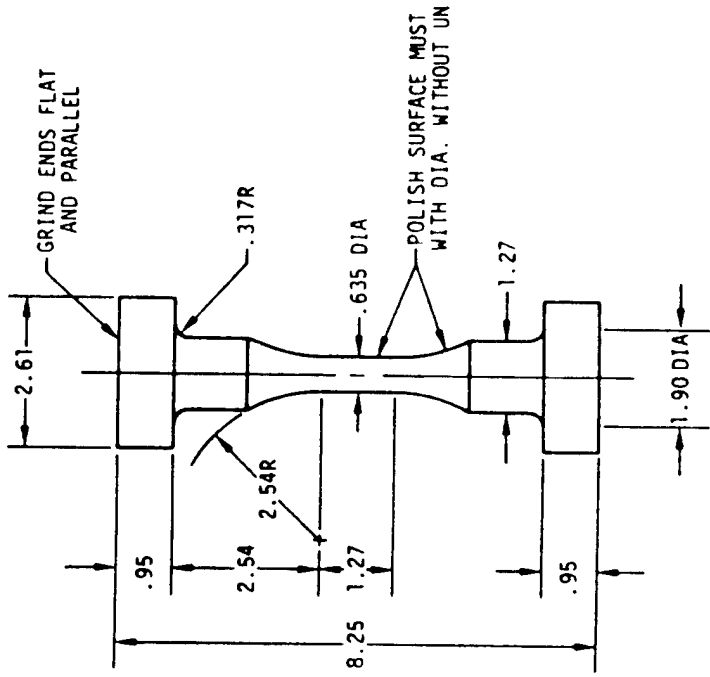 GRIND ENDS FLAT
AND PARALLEL
2.61
.317R
.95
2.54R
2.54
.635 DIA
POLISH SURFACE MUST
WITH DIA. WITHOUT UN
8.25
1.27
1.27
.95
1.90 DIA